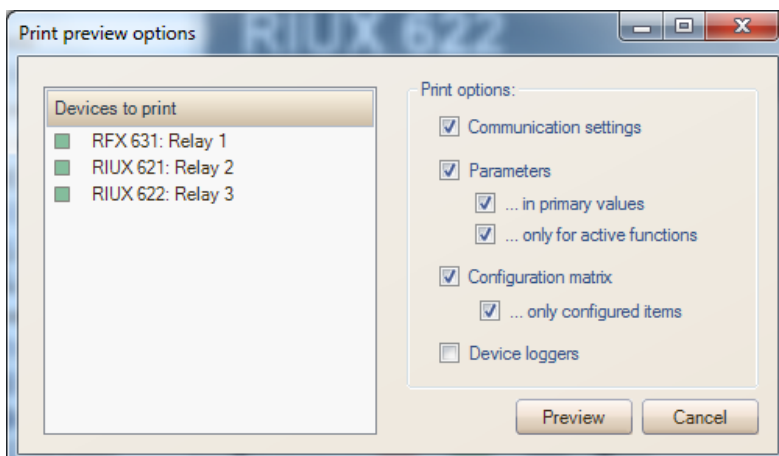 RIUX 622
Print preview options
Devices to print
RFX 631: Relay 1
RIUX 621: Relay 2
RIUX 622: Relay 3
Print options:
Communication settings
Parameters
... in primary values
... only for active functions
Configuration matrix
... only configured items
Device loggers
Preview
Cancel